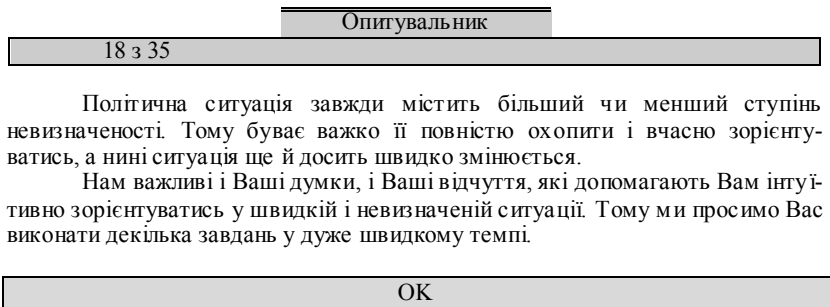 Опитувальник
18 з 35
Політична ситуація завжди містить більший чи менший ступінь
невизначеності. Тому буває важко її повністю охопити і вчасно зорієнту-
ватись, а нині ситуація ще й досить швидко змінюється.
Нам важливі і Ваші думки, і Ваші відчуття, які допомагають Вам інтуї-
тивно зорієнтуватись у швидкій і невизначеній ситуації. Тому ми просимо Вас
виконати декілька завдань у дуже швидкому темпі.
OK